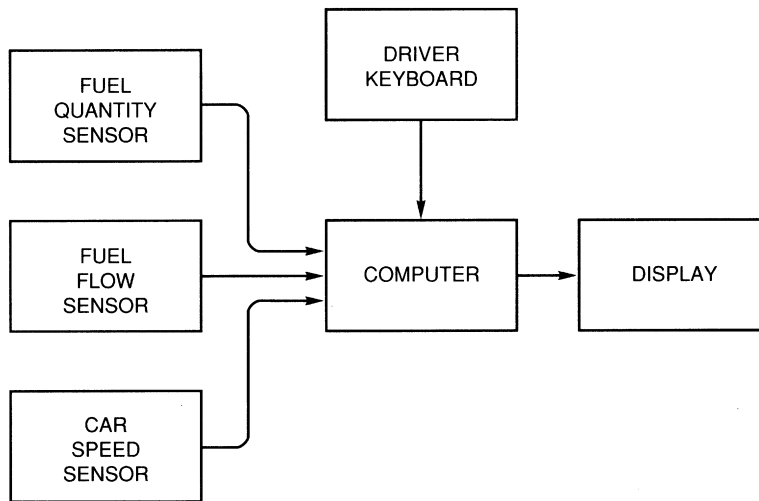 FUEL
QUANTITY
SENSOR
DRIVER
KEYBOARD
FUEL
FLOW
SENSOR
COMPUTER
DISPLAY
CAR
SPEED
SENSOR